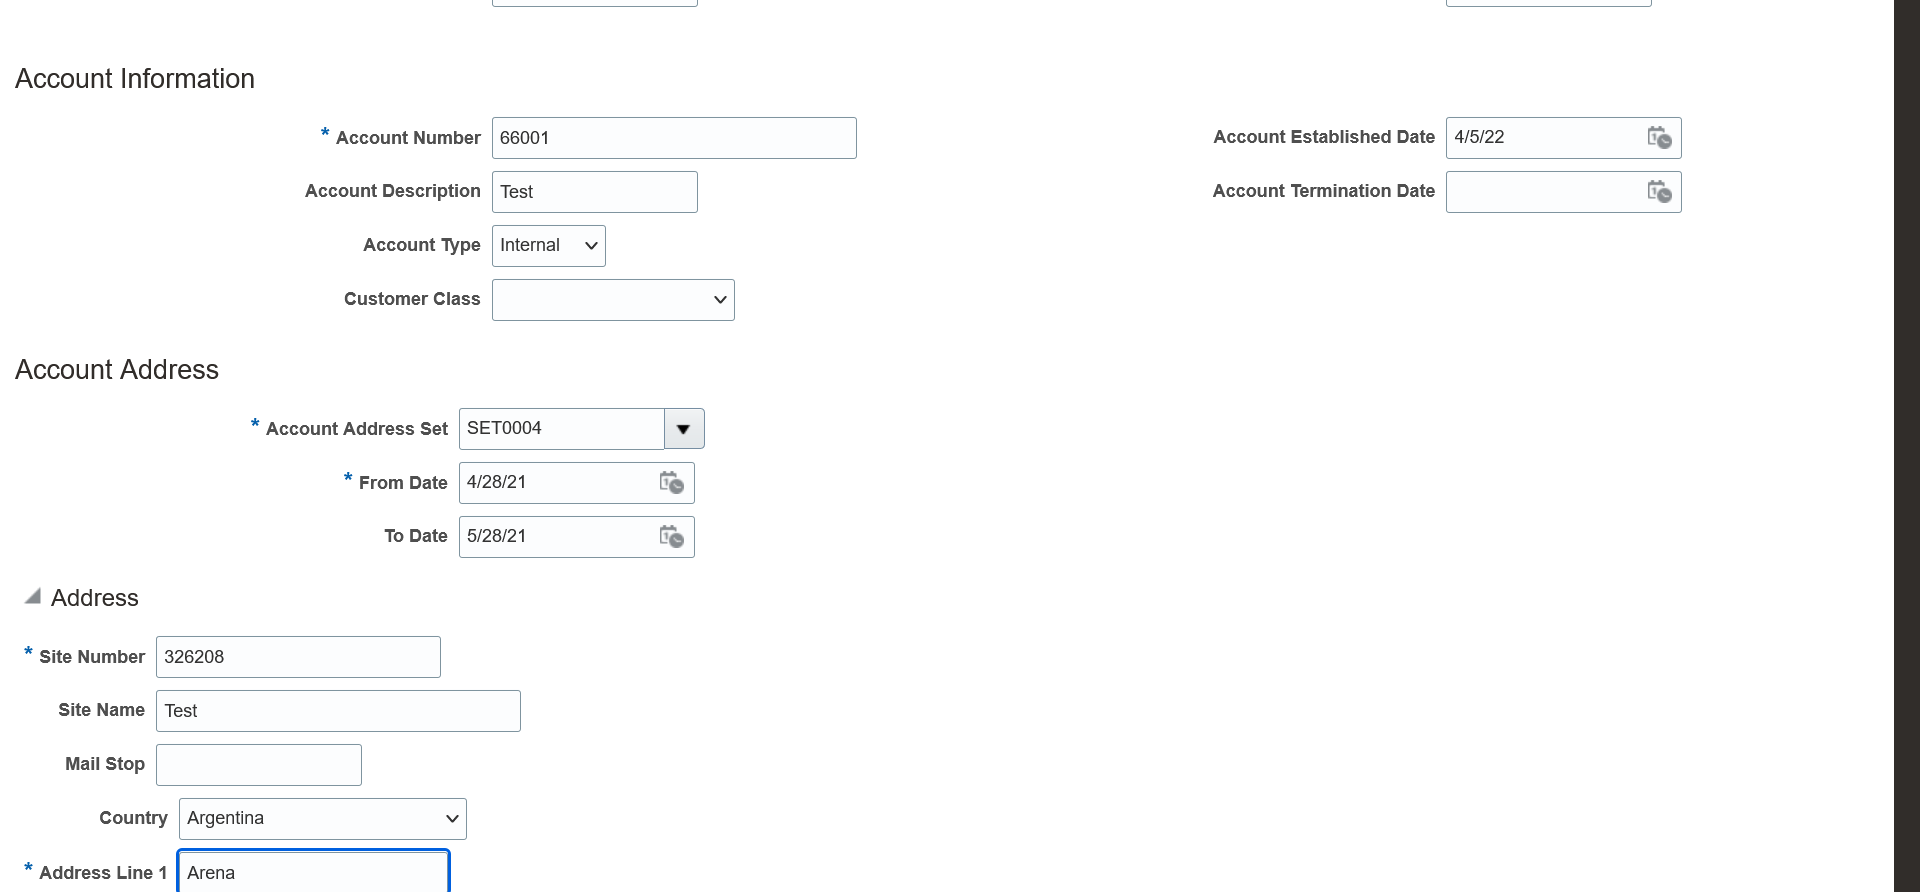 Account Information
* Account Number 66001
Account Established Date 4/5/22
Account Description Test
Account Termination Date
Account Type Internal
Customer Class
Account Address
* Account Address Set SET0004
* From Date 4/28/21
To Date 5/28/21
Address
* Site Number 326208
Site Name Test
Mail Stop
Country Argentina
* Address Line 1 Arena